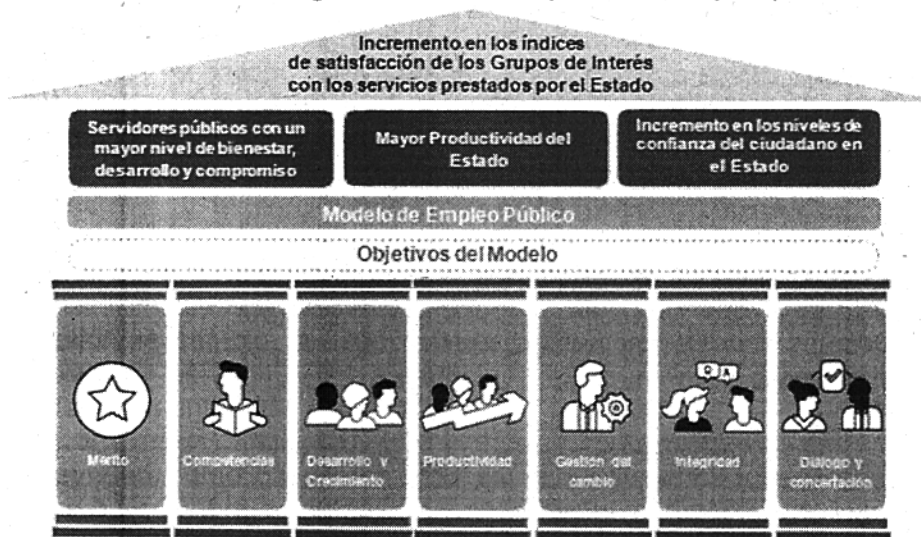 Incremento en los índices
de satisfacción de los Grupos de Interés
con los servicios prestados por el Estado
Servidores públicos con un
mayor nivel de bienestar,
desarrollo y compromiso
Mayor Productividad del
Estado
Incremento en los niveles de
confianza del ciudadano en
el Estado
Modelo de Empleo Público
Objetivos del Modelo
Mérito
Competencias
Desarrollo y
Crecimiento
Productividad
Gestión del
cambio
Q A
Integridad
Diálogo y
concertación